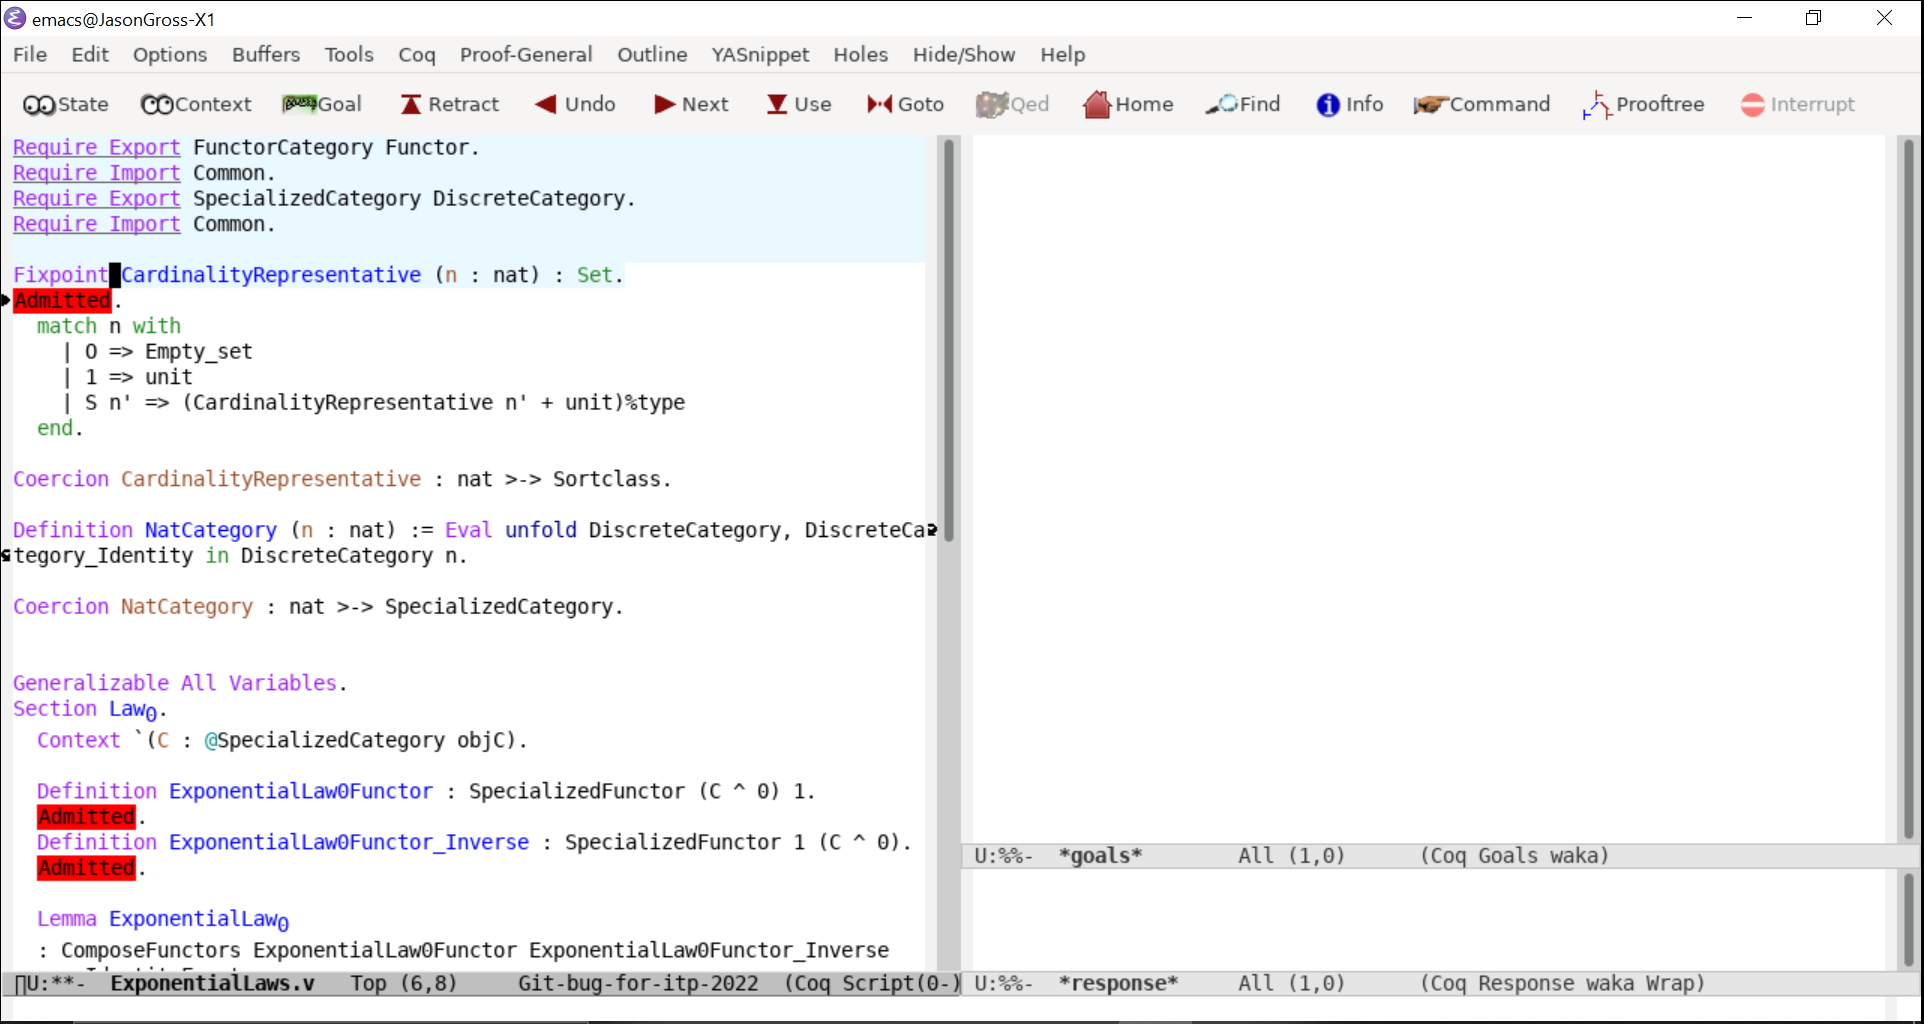 emacs@JasonGross-X1
File Edit Options Buffers Tools Coq Proof-General Outline YASnippet Holes Hide/Show Help
State Context Goal Retract Undo Next Use Goto Qed Home Find Info Command Prooftree Interrupt
Require Export FunctorCategory Functor.
Require Import Common.
Require Export SpecializedCategory DiscreteCategory.
Require Import Common.
Fixpoint CardinalityRepresentative (n : nat) : Set.
Admitted.
  match n with
    | O => Empty_set
    | 1 => unit
    | S n' => (CardinalityRepresentative n' + unit)%type
  end.
Coercion CardinalityRepresentative : nat >-> Sortclass.
Definition NatCategory (n : nat) := Eval unfold DiscreteCategory, DiscreteCa
tegory_Identity in DiscreteCategory n.
Coercion NatCategory : nat >-> SpecializedCategory.
Generalizable All Variables.
Section Law0.
  Context `(C : @SpecializedCategory objC).
  Definition ExponentialLaw0Functor : SpecializedFunctor (C ^ 0) 1.
  Admitted.
  Definition ExponentialLaw0Functor_Inverse : SpecializedFunctor 1 (C ^ 0).
  Admitted.
  Lemma ExponentialLaw0
  : ComposeFunctors ExponentialLaw0Functor ExponentialLaw0Functor_Inverse
U:**-  ExponentialLaws.v   Top (6,8)     Git-bug-for-itp-2022  (Coq Script(0-)
U:%%-  *goals*        All (1,0)      (Coq Goals waka)
U:%%-  *response*     All (1,0)      (Coq Response waka Wrap)